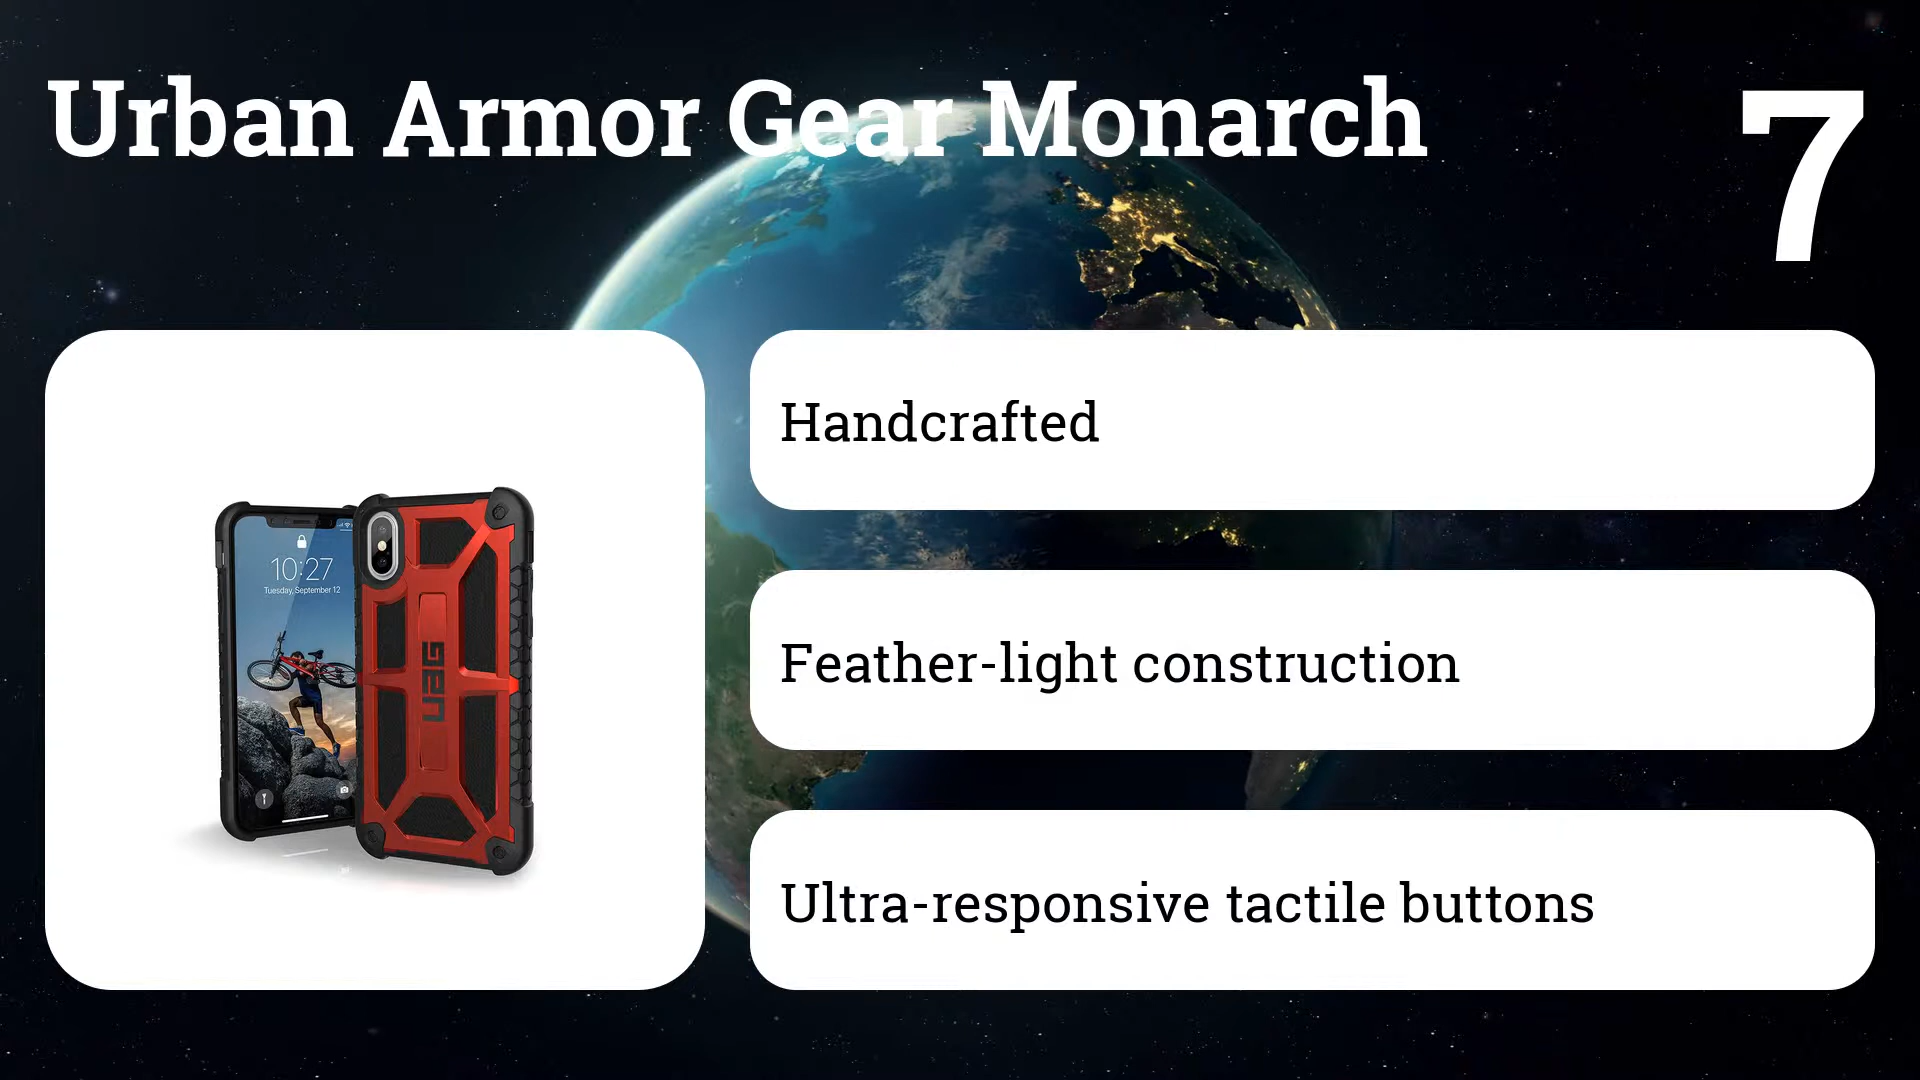 Urban Armor Gear Monarch
7
Handcrafted
Feather-light construction
Ultra-responsive tactile buttons
10:27
Tuesday, September 12
UAG